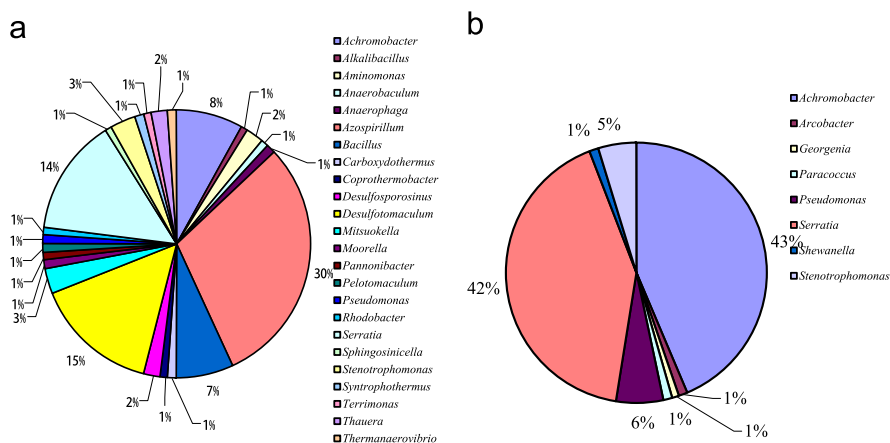 a
8%
1%
2%
1%
1%
30%
7%
1%
1%
2%
15%
3%
1%
1%
1%
1%
1%
14%
1%
3%
1%
1%
2%
1%
Achromobacter
Alkalibacillus
Aminomonas
Anaerobaculum
Anaerophaga
Azospirillum
Bacillus
Carboxydothermus
Coprothermobacter
Desulfosporosinus
Desulfotomaculum
Mitsuokella
Moorella
Pannonibacter
Pelotomaculum
Pseudomonas
Rhodobacter
Serratia
Sphingosinicella
Stenotrophomonas
Syntrophothermus
Terrimonas
Thauera
Thermanaerovibrio
b
43%
1%
1%
1%
6%
42%
1%
5%
Achromobacter
Arcobacter
Georgenia
Paracoccus
Pseudomonas
Serratia
Shewanella
Stenotrophomonas